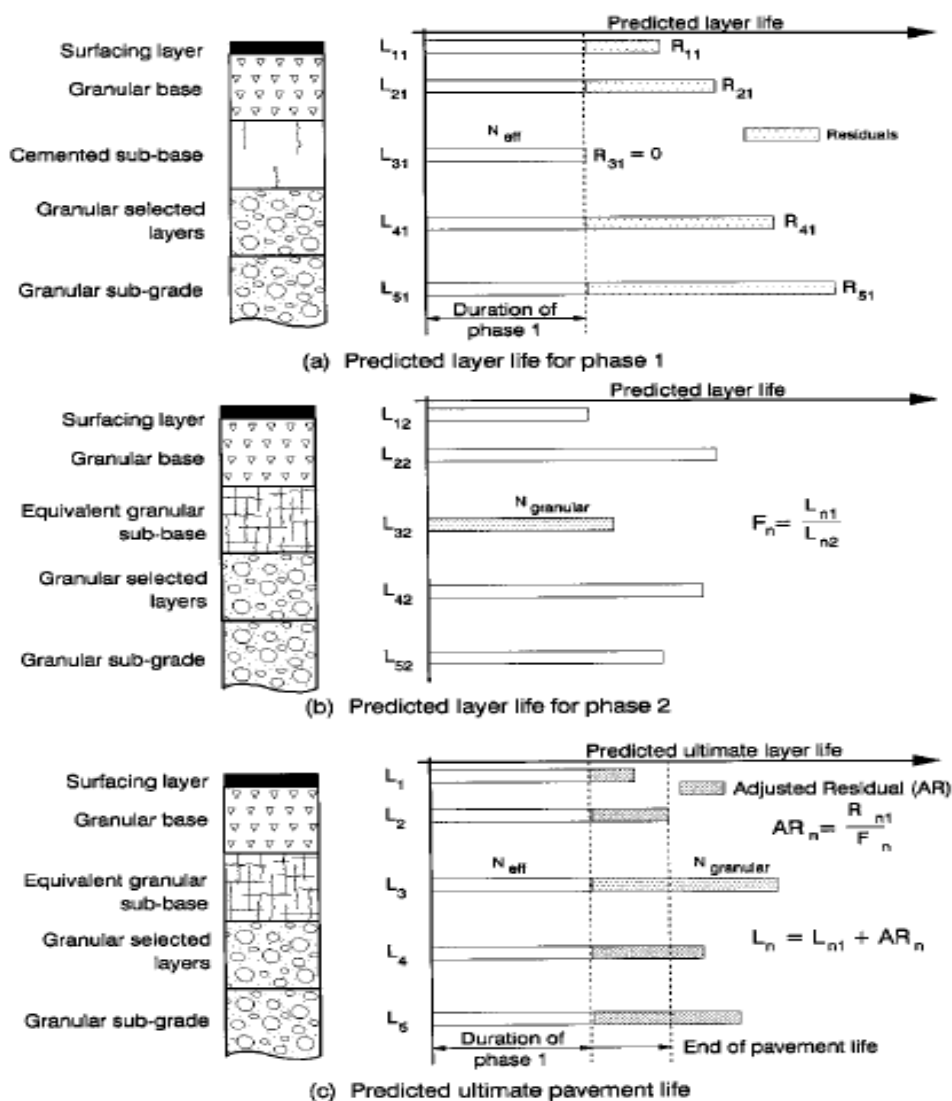 Predicted layer life
Surfacing layer
L11
R11
Granular base
L21
R21
Neff
Residuals
Cemented sub-base
L31
R31 = 0
Granular selected
layers
L41
R41
Granular sub-grade
L51
R51
Duration of
phase 1
(a) Predicted layer life for phase 1
Predicted layer life
Surfacing layer
L12
Granular base
L22
Equivalent granular
sub-base
Ngranular
L32
Fn = Ln1 / Ln2
Granular selected
layers
L42
Granular sub-grade
L52
(b) Predicted layer life for phase 2
Predicted ultimate layer life
Surfacing layer
L1
Adjusted Residual (AR)
Granular base
L2
ARn = Rn1 / Fn
Equivalent granular
sub-base
Neff
Ngranular
L3
Granular selected
layers
L4
Ln = Ln1 + ARn
Granular sub-grade
L5
Duration of
phase 1
End of pavement life
(c) Predicted ultimate pavement life